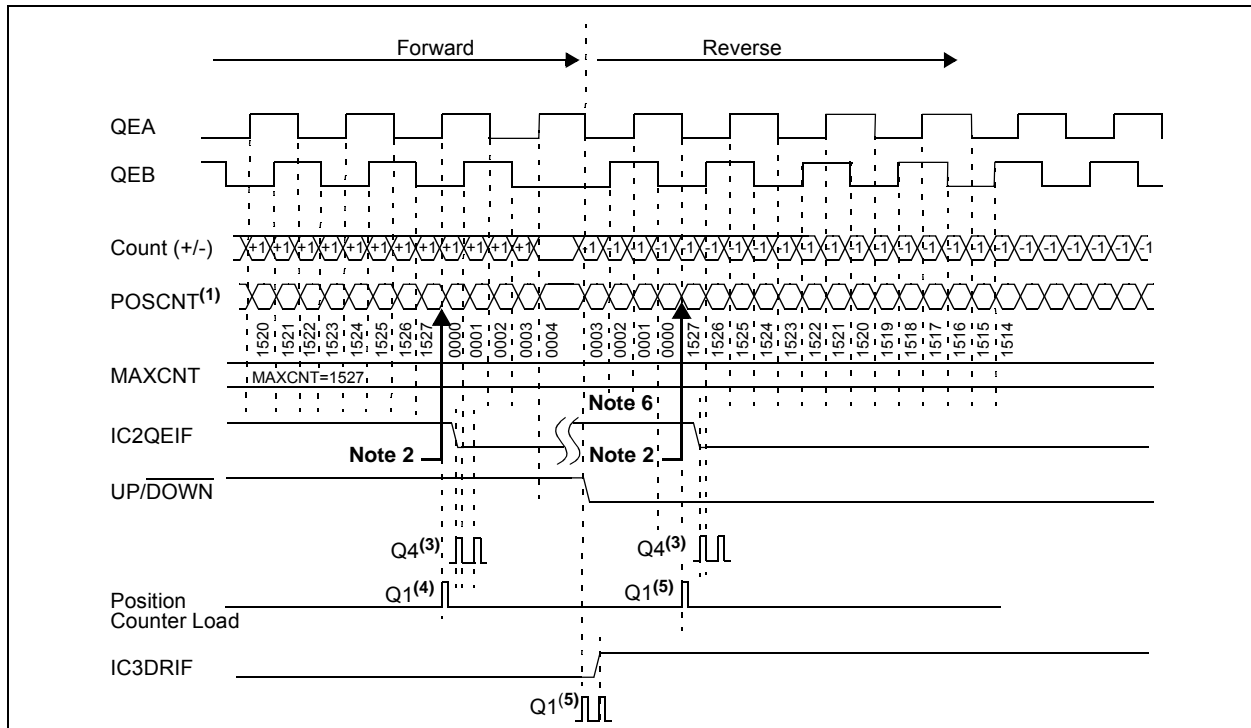 Forward Reverse
QEA
QEB
Count (+/-) +1 +1 +1 +1 +1 +1 +1 +1 +1 +1 +1 +1 -1 -1 -1 -1 -1 -1 -1 -1 -1 -1 -1 -1 -1 -1 -1 -1 -1 -1 -1 -1 -1 -1 -1 -1
POSCNT(1)
1520 1521 1522 1523 1524 1525 1526 1527 0000 0001 0002 0003 0004 0003 0002 0001 0000 1527 1526 1525 1524 1523 1522 1521 1520 1519 1518 1517 1516 1515 1514
MAXCNT MAXCNT=1527
Note 6
IC2QEIF
Note 2 Note 2
UP/DOWN
Q4(3) Q4(3)
Q1(4) Q1(5)
Position
Counter Load
IC3DRIF
Q1(5)